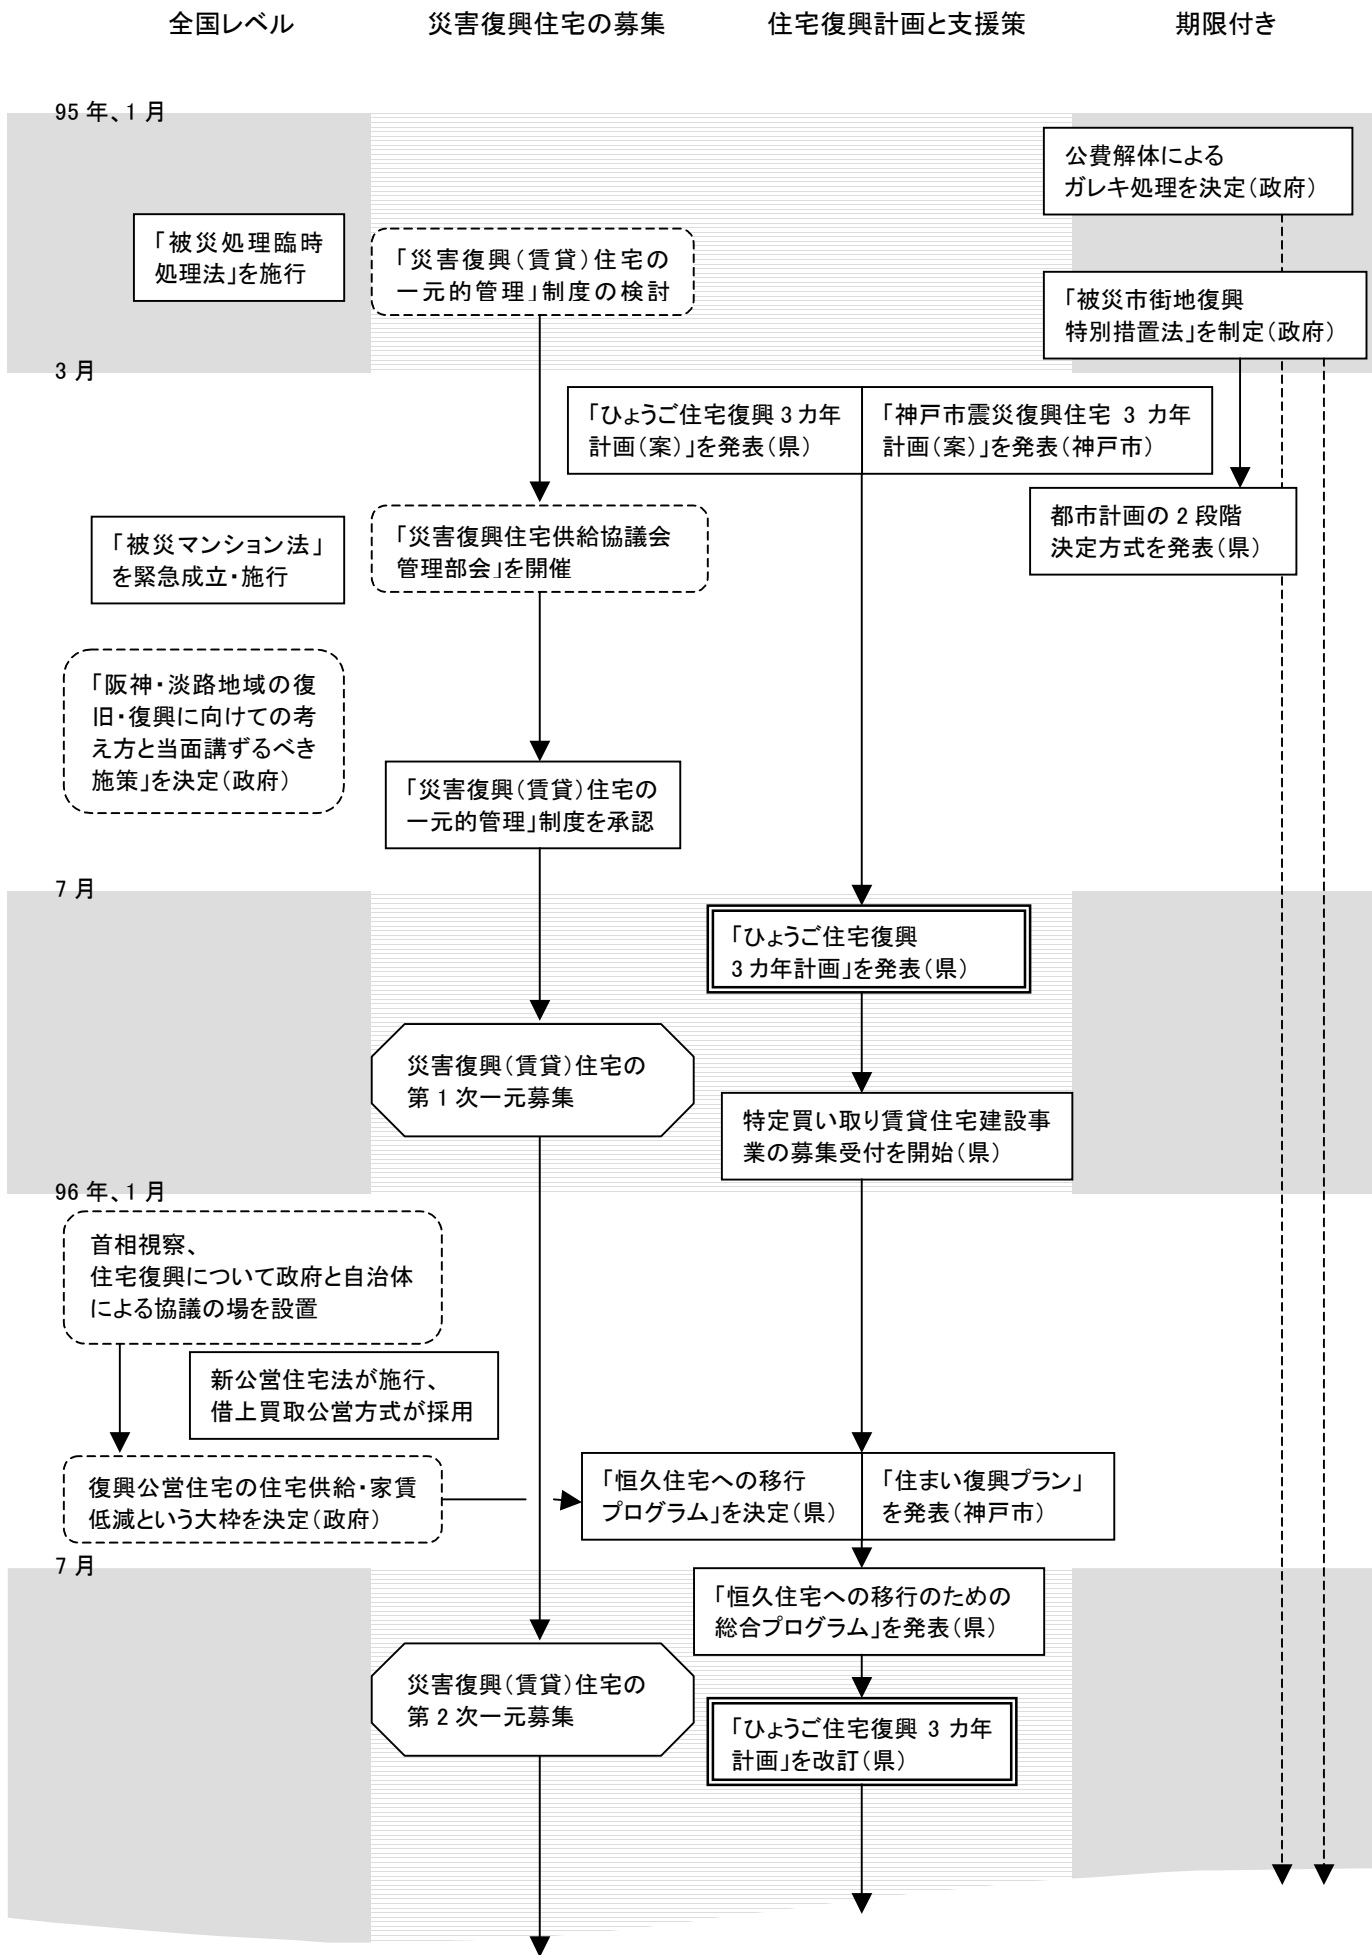 全国レベル
災害復興住宅の募集
住宅復興計画と支援策
期限付き
95 年、1 月
公費解体による
ガレキ処理を決定（政府）
「被災処理臨時
処理法」を施行
「災害復興（賃貸）住宅の
一元的管理」制度の検討
「被災市街地復興
特別措置法」を制定（政府）
3 月
「ひょうご住宅復興 3 カ年
計画（案）」を発表（県）
「神戸市震災復興住宅 3 カ年
計画（案）」を発表（神戸市）
都市計画の 2 段階
決定方式を発表（県）
「被災マンション法」
を緊急成立・施行
「災害復興住宅供給協議会
管理部会」を開催
「阪神・淡路地域の復
旧・復興に向けての考
え方と当面講ずるべき
施策」を決定（政府）
「災害復興（賃貸）住宅の
一元的管理」制度を承認
7 月
「ひょうご住宅復興
3 カ年計画」を発表（県）
災害復興（賃貸）住宅の
第 1 次一元募集
特定買い取り賃貸住宅建設事
業の募集受付を開始（県）
96 年、1 月
首相視察、
住宅復興について政府と自治体
による協議の場を設置
新公営住宅法が施行、
借上買取公営方式が採用
復興公営住宅の住宅供給・家賃
低減という大枠を決定（政府）
「恒久住宅への移行
プログラム」を決定（県）
「住まい復興プラン」
を発表（神戸市）
7 月
「恒久住宅への移行のための
総合プログラム」を発表（県）
災害復興（賃貸）住宅の
第 2 次一元募集
「ひょうご住宅復興 3 カ年
計画」を改訂（県）